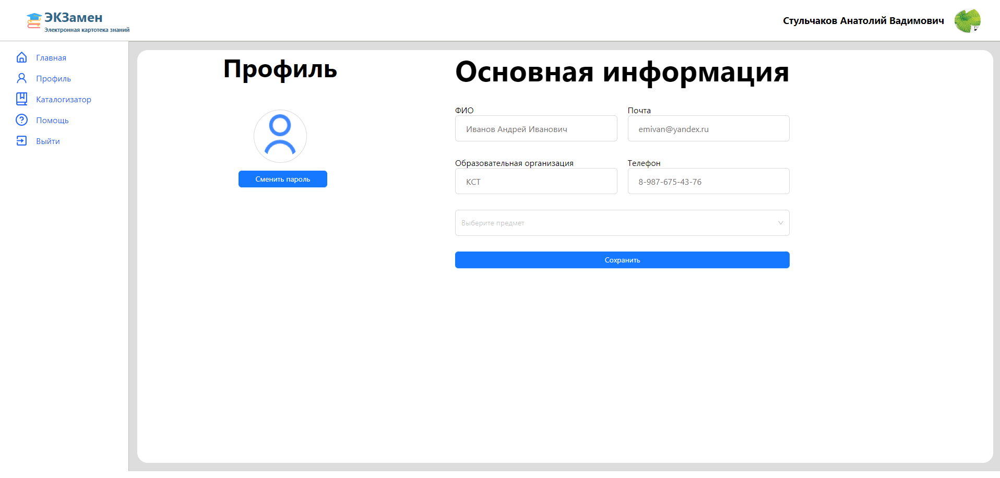 ЭКЗамен
Электронная картотека знаний
Стульчаков Анатолий Вадимович
Главная
Профиль
Каталогизатор
Помощь
Выйти
Профиль
Сменить пароль
Основная информация
ФИО
Иванов Андрей Иванович
Почта
emivan@yandex.ru
Образовательная организация
КСТ
Телефон
8-987-675-43-76
Выберите предмет
Сохранить